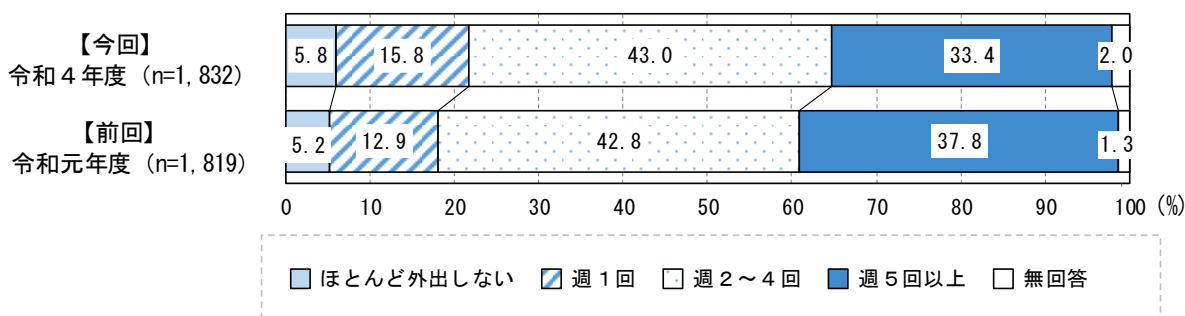 【今回】
令和４年度 (n=1,832)
5.8 15.8 43.0 33.4 2.0
【前回】
令和元年度 (n=1,819)
5.2 12.9 42.8 37.8 1.3
0 10 20 30 40 50 60 70 80 90 100 (%)
ほとんど外出しない 週１回 週２～４回 週５回以上 無回答